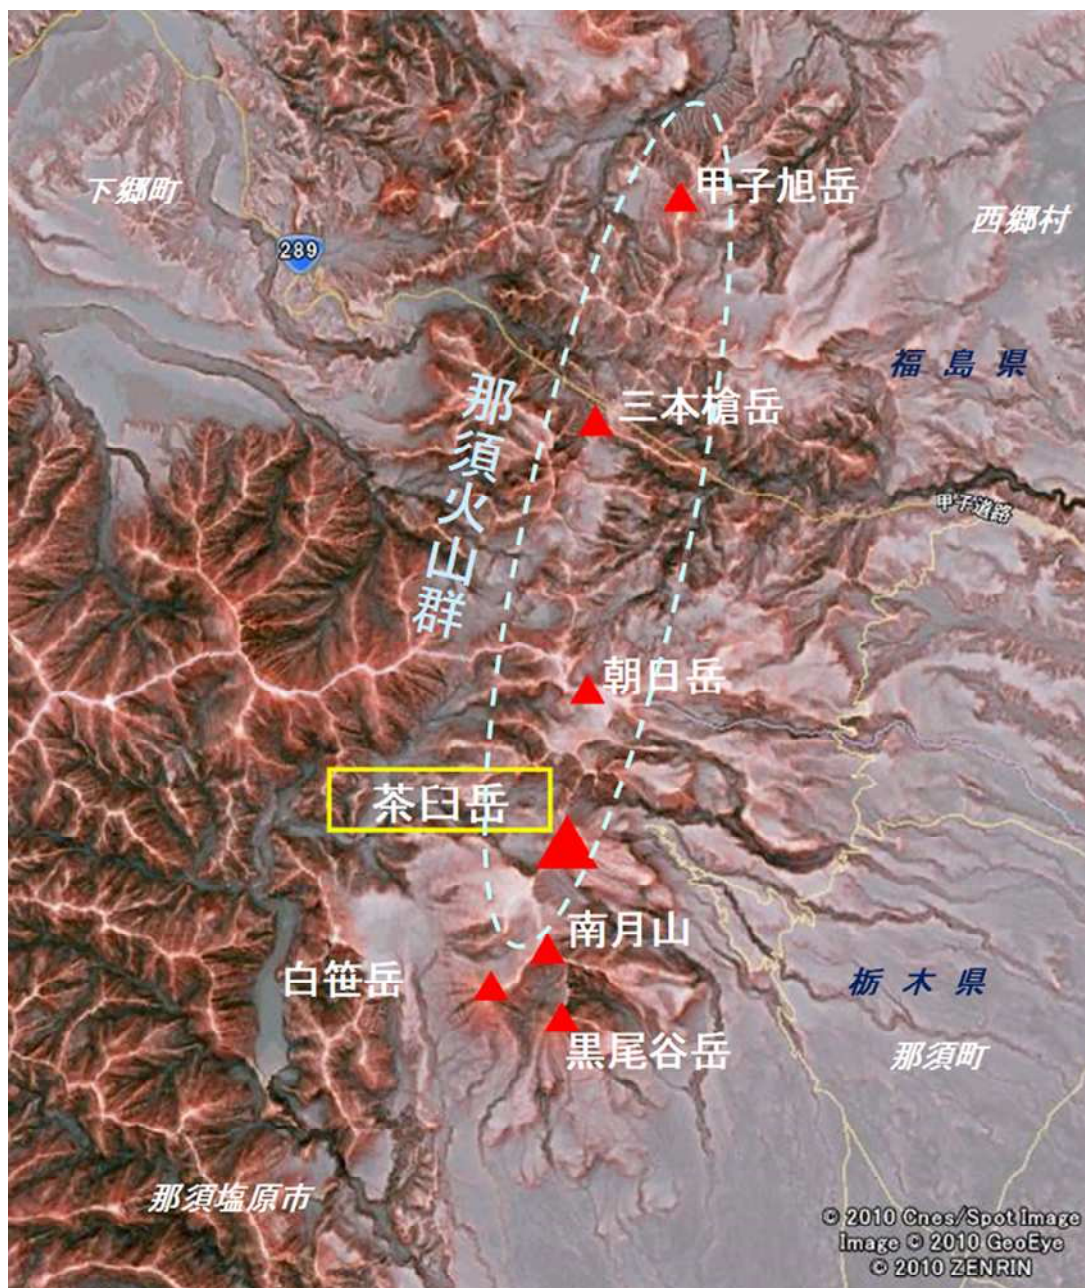 甲子旭岳
下郷町
西郷村
289
福島県
三本槍岳
那須火山群
甲子道路
朝日岳
茶臼岳
南月山
白笹岳
栃木県
黒尾谷岳
那須町
那須塩原市
© 2010 Cnes/Spot Image
Image © 2010 GeoEye
© 2010 ZENRIN